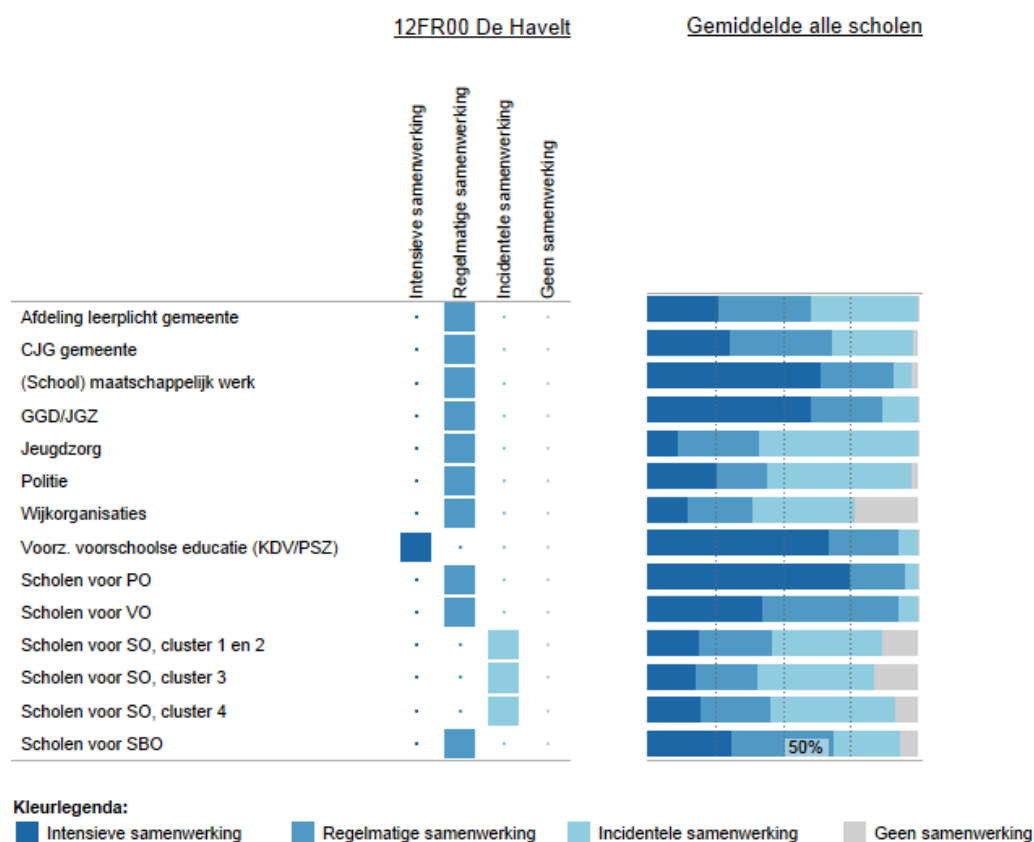 12FR00 De Havelt
Gemiddelde alle scholen
Intensieve samenwerking
Regelmatige samenwerking
Incidentele samenwerking
Geen samenwerking
Afdeling leerplicht gemeente
CJG gemeente
(School) maatschappelijk werk
GGD/JGZ
Jeugdzorg
Politie
Wijkorganisaties
Voorz. voorschoolse educatie (KDV/PSZ)
Scholen voor PO
Scholen voor VO
Scholen voor SO, cluster 1 en 2
Scholen voor SO, cluster 3
Scholen voor SO, cluster 4
Scholen voor SBO
50%
Kleurlegenda:
Intensieve samenwerking
Regelmatige samenwerking
Incidentele samenwerking
Geen samenwerking